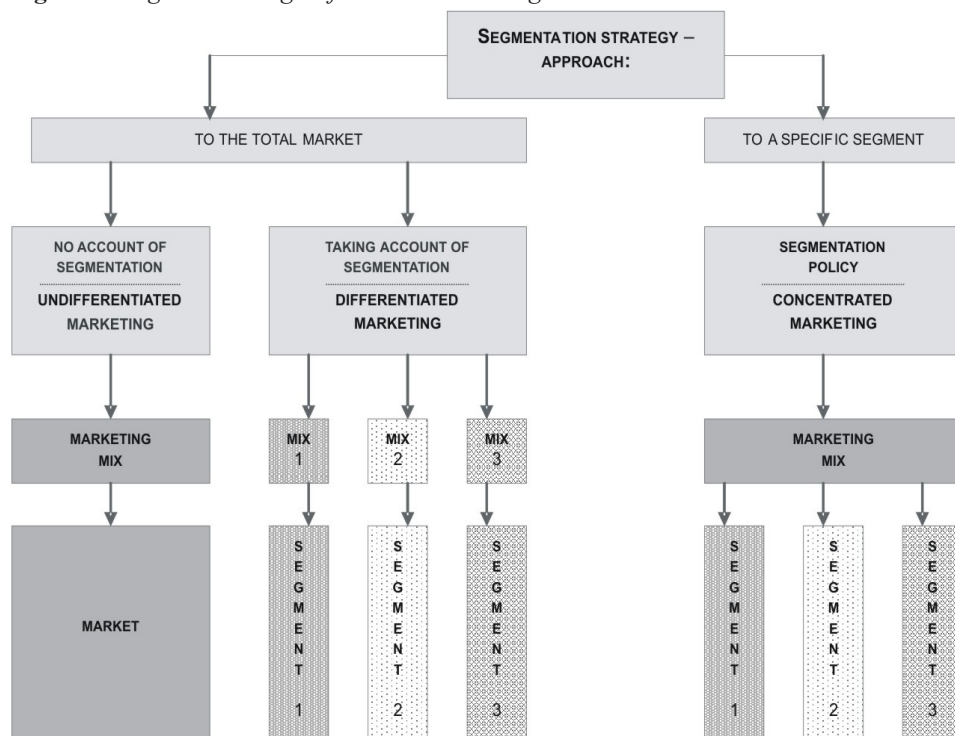 SEGMENTATION STRATEGY –
APPROACH:
TO THE TOTAL MARKET
TO A SPECIFIC SEGMENT
NO ACCOUNT OF
SEGMENTATION
UNDIFFERENTIATED
MARKETING
TAKING ACCOUNT OF
SEGMENTATION
DIFFERENTIATED
MARKETING
SEGMENTATION
POLICY
CONCENTRATED
MARKETING
MARKETING
MIX
MIX
1
MIX
2
MIX
3
MARKETING
MIX
MARKET
SEGMENT
1
SEGMENT
2
SEGMENT
3
SEGMENT
1
SEGMENT
2
SEGMENT
3